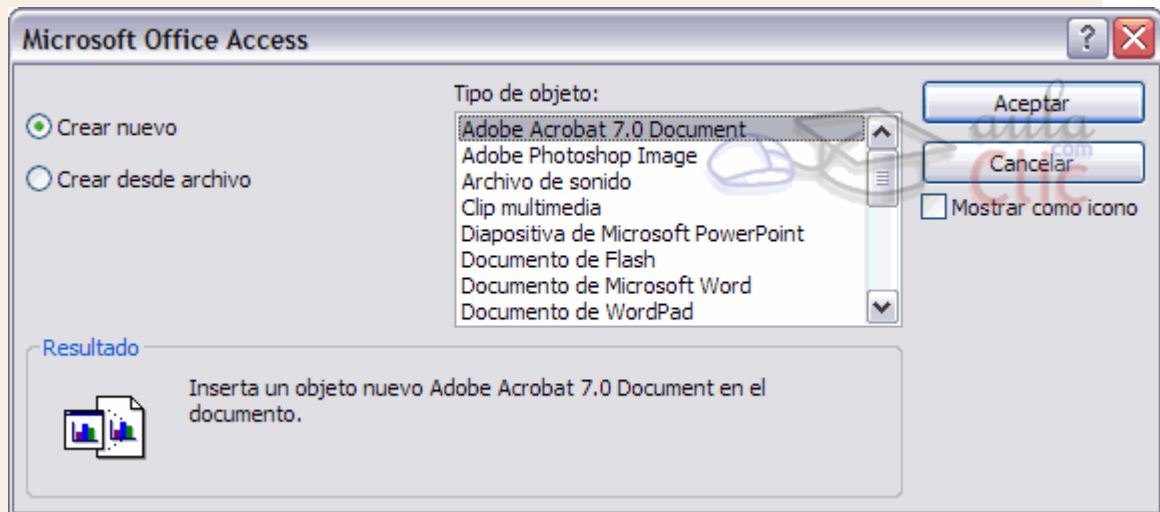 Microsoft Office Access
Crear nuevo
Crear desde archivo
Tipo de objeto:
Adobe Acrobat 7.0 Document
Adobe Photoshop Image
Archivo de sonido
Clip multimedia
Diapositiva de Microsoft PowerPoint
Documento de Flash
Documento de Microsoft Word
Documento de WordPad
Aceptar
Cancelar
Mostrar como icono
aula
.com
Clic
Resultado
Inserta un objeto nuevo Adobe Acrobat 7.0 Document en el
documento.